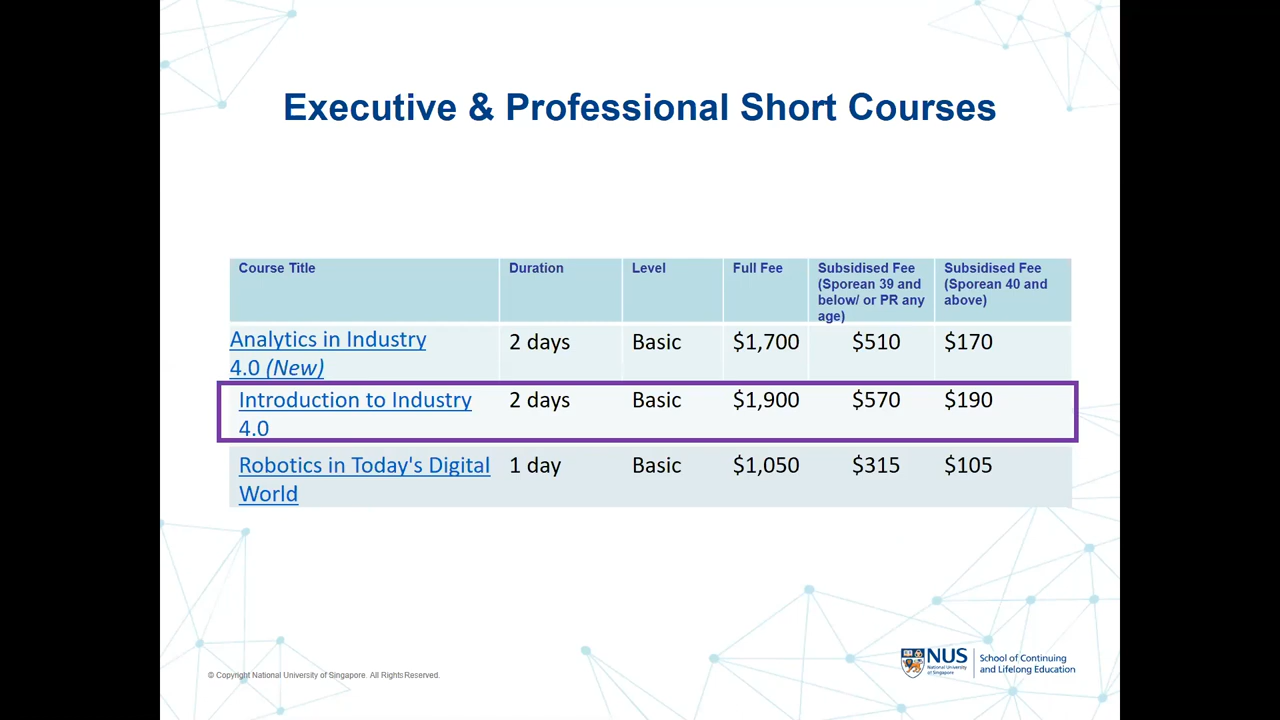 Executive & Professional Short Courses
Course Title
Duration
Level
Full Fee
Subsidised Fee
(Sporean 39 and
below/ or PR any
age)
Subsidised Fee
(Sporean 40 and
above)
Analytics in Industry
4.0 (New)
2 days
Basic
$1,700
$510
$170
Introduction to Industry
4.0
2 days
Basic
$1,900
$570
$190
Robotics in Today's Digital
World
1 day
Basic
$1,050
$315
$105
© Copyright National University of Singapore. All Rights Reserved.
NUS
National University
of Singapore
School of Continuing
and Lifelong Education